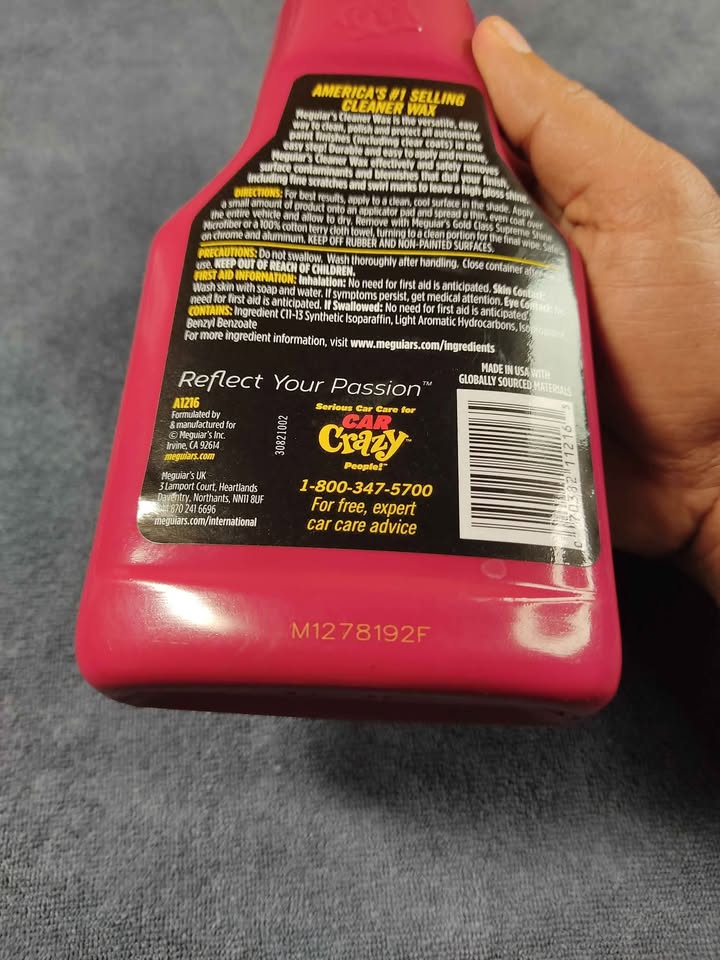 AMERICA'S #1 SELLING
CLEANER WAX
Meguiar's Cleaner Wax is the versatile, easy
way to clean, polish and protect all automotive
paint finishes (including clear coats) in one
easy step! Durable and easy to apply and remove,
Meguiar's Cleaner Wax effectively and safely removes
surface contaminants and blemishes that dull your finish,
including fine scratches and swirl marks to leave a high gloss shine.
DIRECTIONS: For best results, apply to a clean, cool surface in the shade. Apply
a small amount of product onto an applicator pad and spread a thin, even coat over
the entire vehicle and allow to dry. Remove with Meguiar's Gold Class Supreme Shine
Microfiber or a 100% cotton terry cloth towel, turning to a clean portion for the final wipe.
on chrome and aluminum. KEEP OFF RUBBER AND NON-PAINTED SURFACES.
PRECAUTIONS: Do not swallow. Wash thoroughly after handling. Close container after
use. KEEP OUT OF REACH OF CHILDREN.
FIRST AID INFORMATION: Inhalation: No need for first aid is anticipated. Skin Contact:
Wash skin with soap and water. If symptoms persist, get medical attention. Eye Contact: No
need for first aid is anticipated. If Swallowed: No need for first aid is anticipated.
CONTAINS: Ingredient C11-13 Synthetic Isoparaffin, Light Aromatic Hydrocarbons,
Benzyl Benzoate
For more ingredient information, visit www.meguiars.com/ingredients
Reflect Your Passion™
MADE IN USA WITH
GLOBALLY SOURCED MATERIALS
A1216
Formulated by
& manufactured for
© Meguiar's Inc.
Irvine, CA 92614
meguiars.com
Meguiar's UK
3 Lamport Court, Heartlands
Daventry, Northants, NN11 8UF
870 241 6696
meguiars.com/international
30821002
Serious Car Care for
CAR
Crazy™
People!™
1-800-347-5700
For free, expert
car care advice
0 70382 11216 5
M1278192F